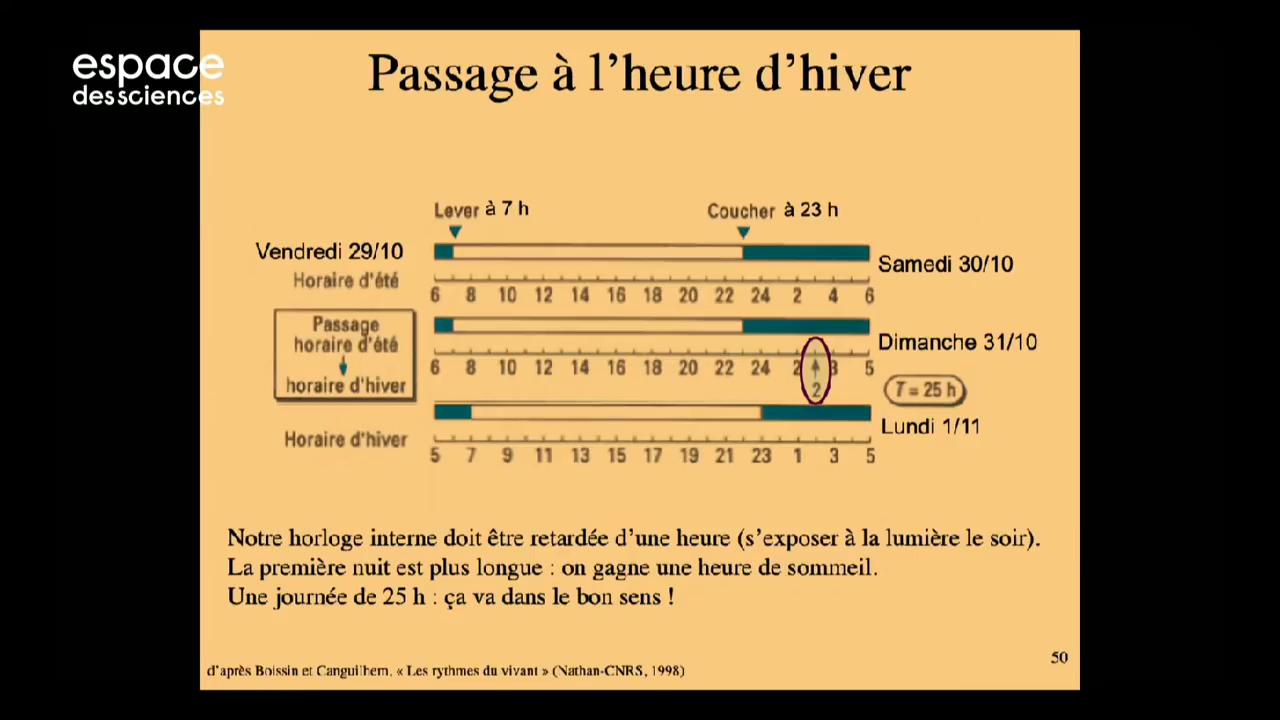 espace
dessciences
Passage à l'heure d'hiver
Lever à 7 h
Coucher à 23 h
Vendredi 29/10
Samedi 30/10
Horaire d'été
6 8 10 12 14 16 18 20 22 24 2 4 6
Passage
horaire d'été
horaire d'hiver
Dimanche 31/10
6 8 10 12 14 16 18 20 22 24 2 3 5
2
T = 25 h
Lundi 1/11
Horaire d'hiver
5 7 9 11 13 15 17 19 21 23 1 3 5
Notre horloge interne doit être retardée d'une heure (s'exposer à la lumière le soir).
La première nuit est plus longue : on gagne une heure de sommeil.
Une journée de 25 h : ça va dans le bon sens !
50
d'après Boissin et Canguilhem, « Les rythmes du vivant » (Nathan-CNRS, 1998)